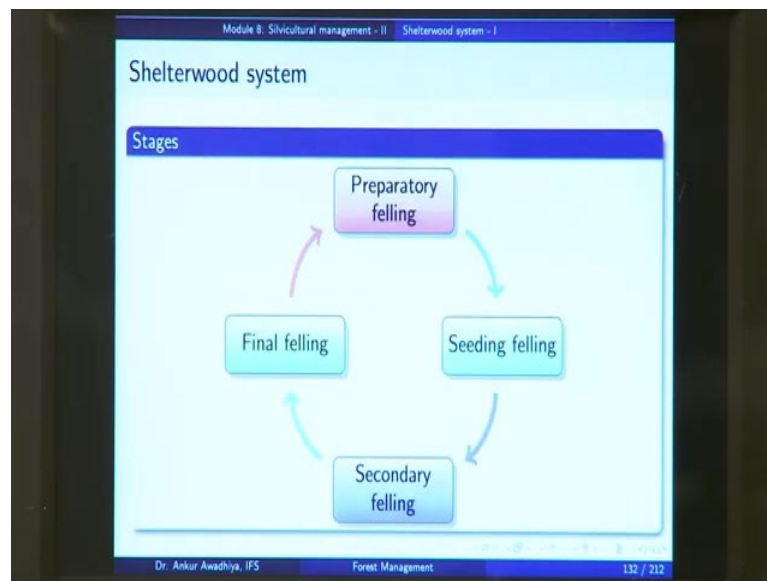 Module 8: Silvicultural management - II Shelterwood system - I
Shelterwood system
Stages
Preparatory
felling
Final felling
Seeding felling
Secondary
felling
Dr. Ankur Awadhiya, IFS Forest Management 132 / 212